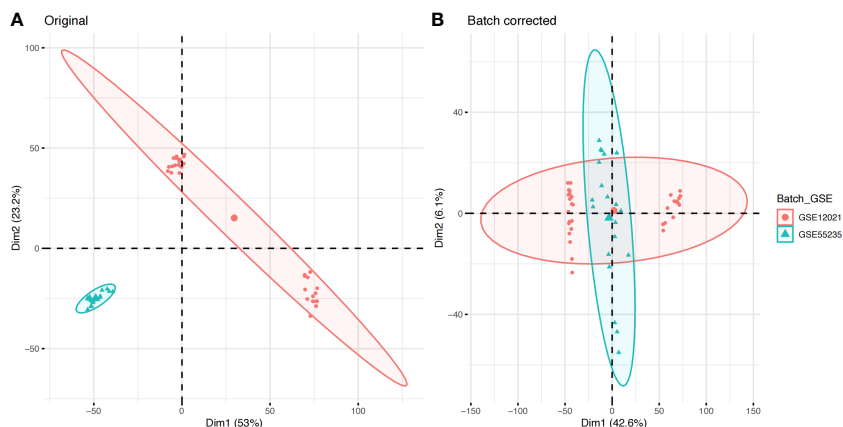 A
Original
100
50
0
−50
−50
0
50
100
Dim2 (23.2%)
Dim1 (53%)
B
Batch corrected
40
0
−40
−150
−100
−50
0
50
100
150
Dim2 (6.1%)
Dim1 (42.6%)
Batch_GSE
GSE12021
GSE55235